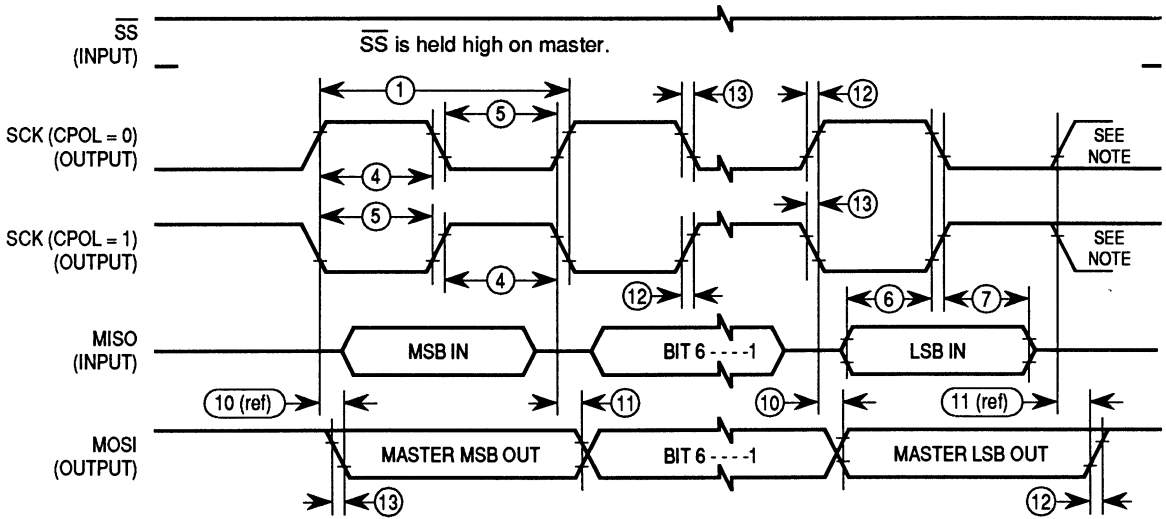 SS
(INPUT)
SS is held high on master.
1
13
12
5
SCK (CPOL = 0)
(OUTPUT)
SEE
NOTE
4
5
13
SCK (CPOL = 1)
(OUTPUT)
SEE
NOTE
4
12
6
7
MISO
(INPUT)
MSB IN
BIT 6 - - - - -1
LSB IN
10 (ref)
11
10
11 (ref)
MOSI
(OUTPUT)
MASTER MSB OUT
BIT 6 - - - - -1
MASTER LSB OUT
13
12